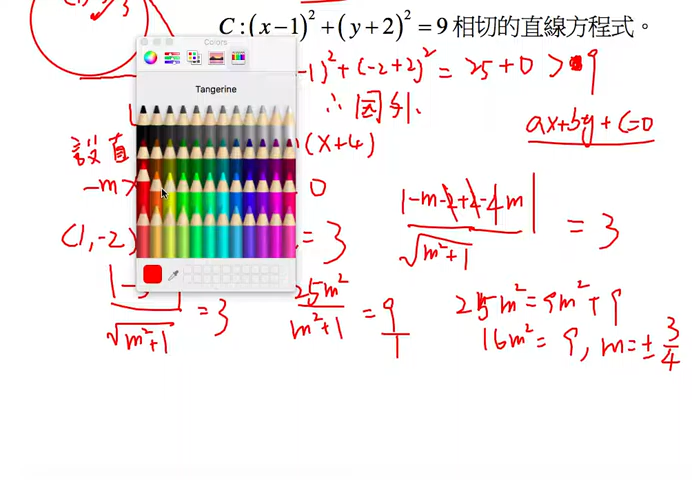 C:(x−1)²+(y+2)²=9相切的直線方程式。
Colors
Tangerine
-1)²+(-2+2)²=25+0>9
∴圓外
ax+by+c=0
設直
(x+4)
-m
0
(1,-2)
=3
|1-m-2+2-4m|/√(m²+1)=3
/√(m²+1)=3
25m²/(m²+1)=9/1
25m²=9m²+9
16m²=9,m=±3/4